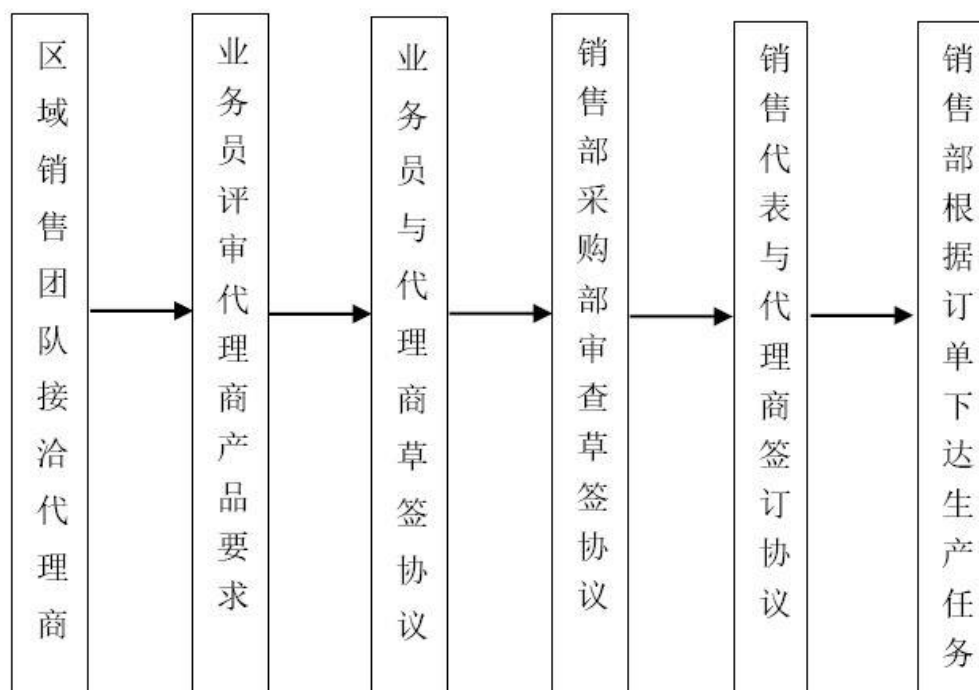 区域销售团队接洽代理商
业务员评审代理商产品要求
业务员与代理商草签协议
销售部采购部审查草签协议
销售代表与代理商签订协议
销售部根据订单下达生产任务